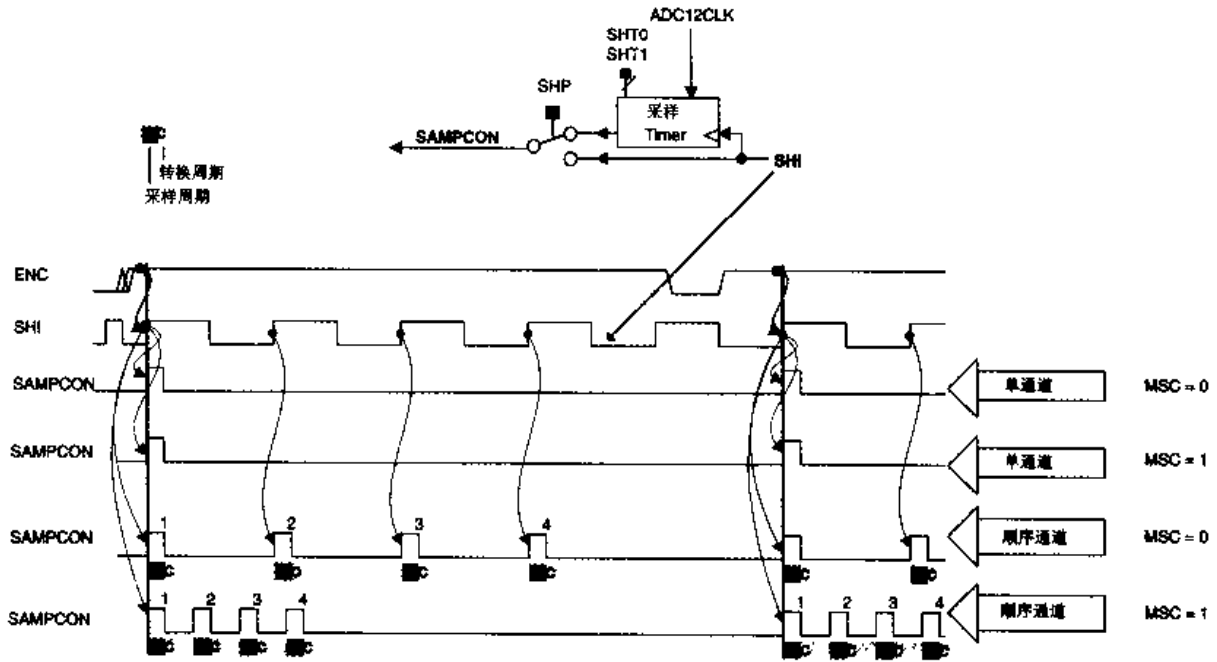 ADC12CLK
SHT0
SHT1
SHP
采样
Timer
SAMPCON
SHI
C
转换周期
采样周期
ENC
SHI
SAMPCON
单通道
MSC = 0
SAMPCON
单通道
MSC = 1
SAMPCON
1 2 3 4
顺序通道
MSC = 0
C C C C C C
SAMPCON
1 2 3 4 1 2 3 4
顺序通道
MSC = 1
C C C C C C C C